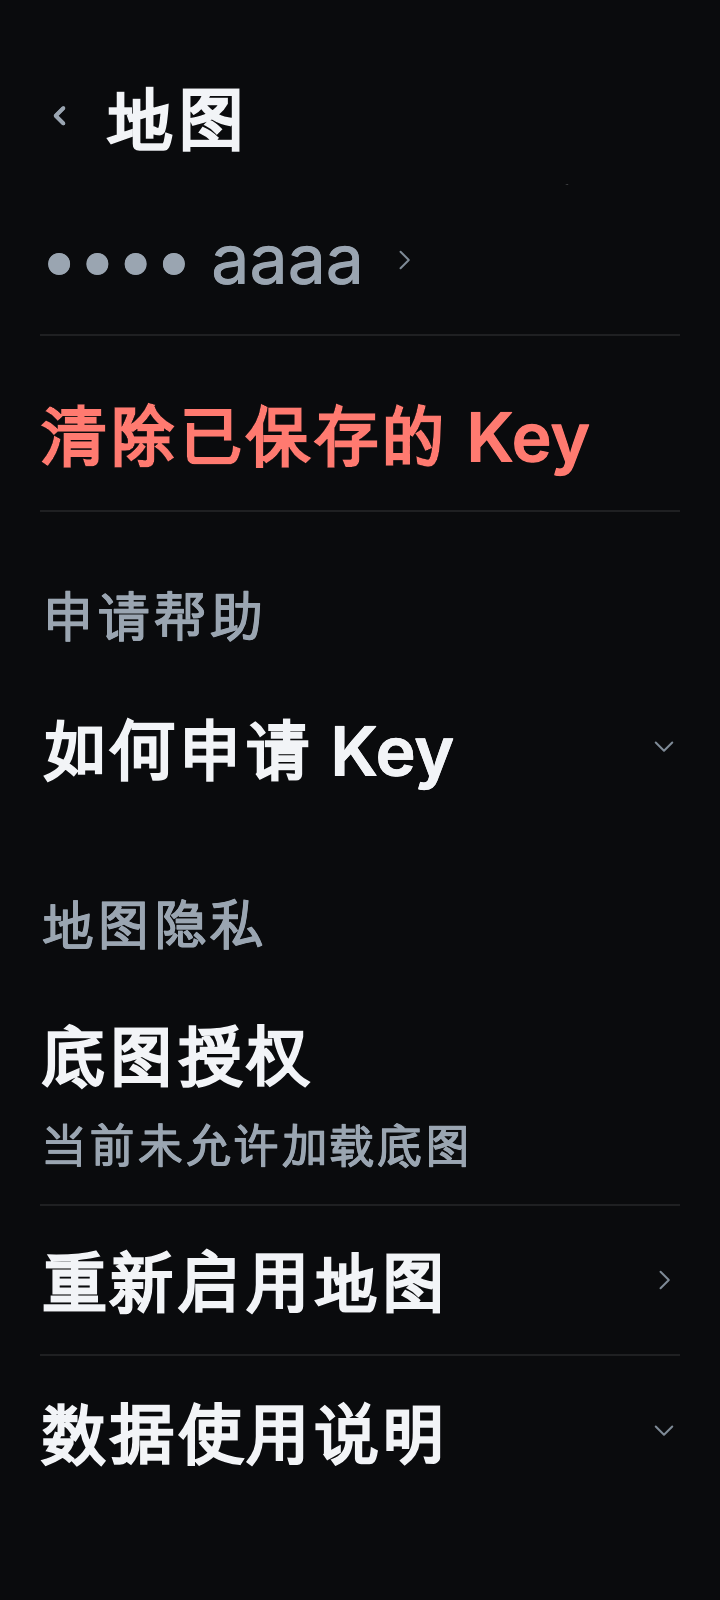 地图
•••• aaaa
清除已保存的 Key
申请帮助
如何申请 Key
地图隐私
底图授权
当前未允许加载底图
重新启用地图
数据使用说明